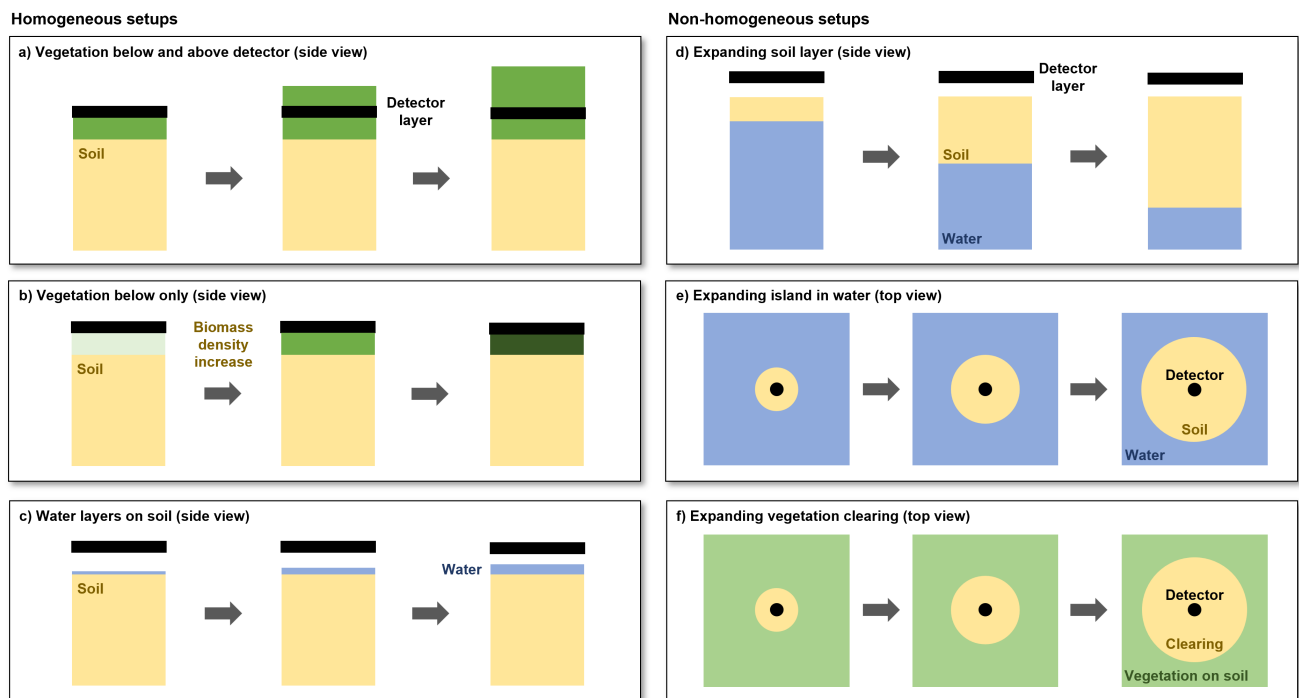 Homogeneous setups
a) Vegetation below and above detector (side view)
Detector
layer
Soil
b) Vegetation below only (side view)
Biomass
density
increase
Soil
c) Water layers on soil (side view)
Water
Soil
Non-homogeneous setups
d) Expanding soil layer (side view)
Detector
layer
Soil
Water
e) Expanding island in water (top view)
Detector
Soil
Water
f) Expanding vegetation clearing (top view)
Detector
Clearing
Vegetation on soil